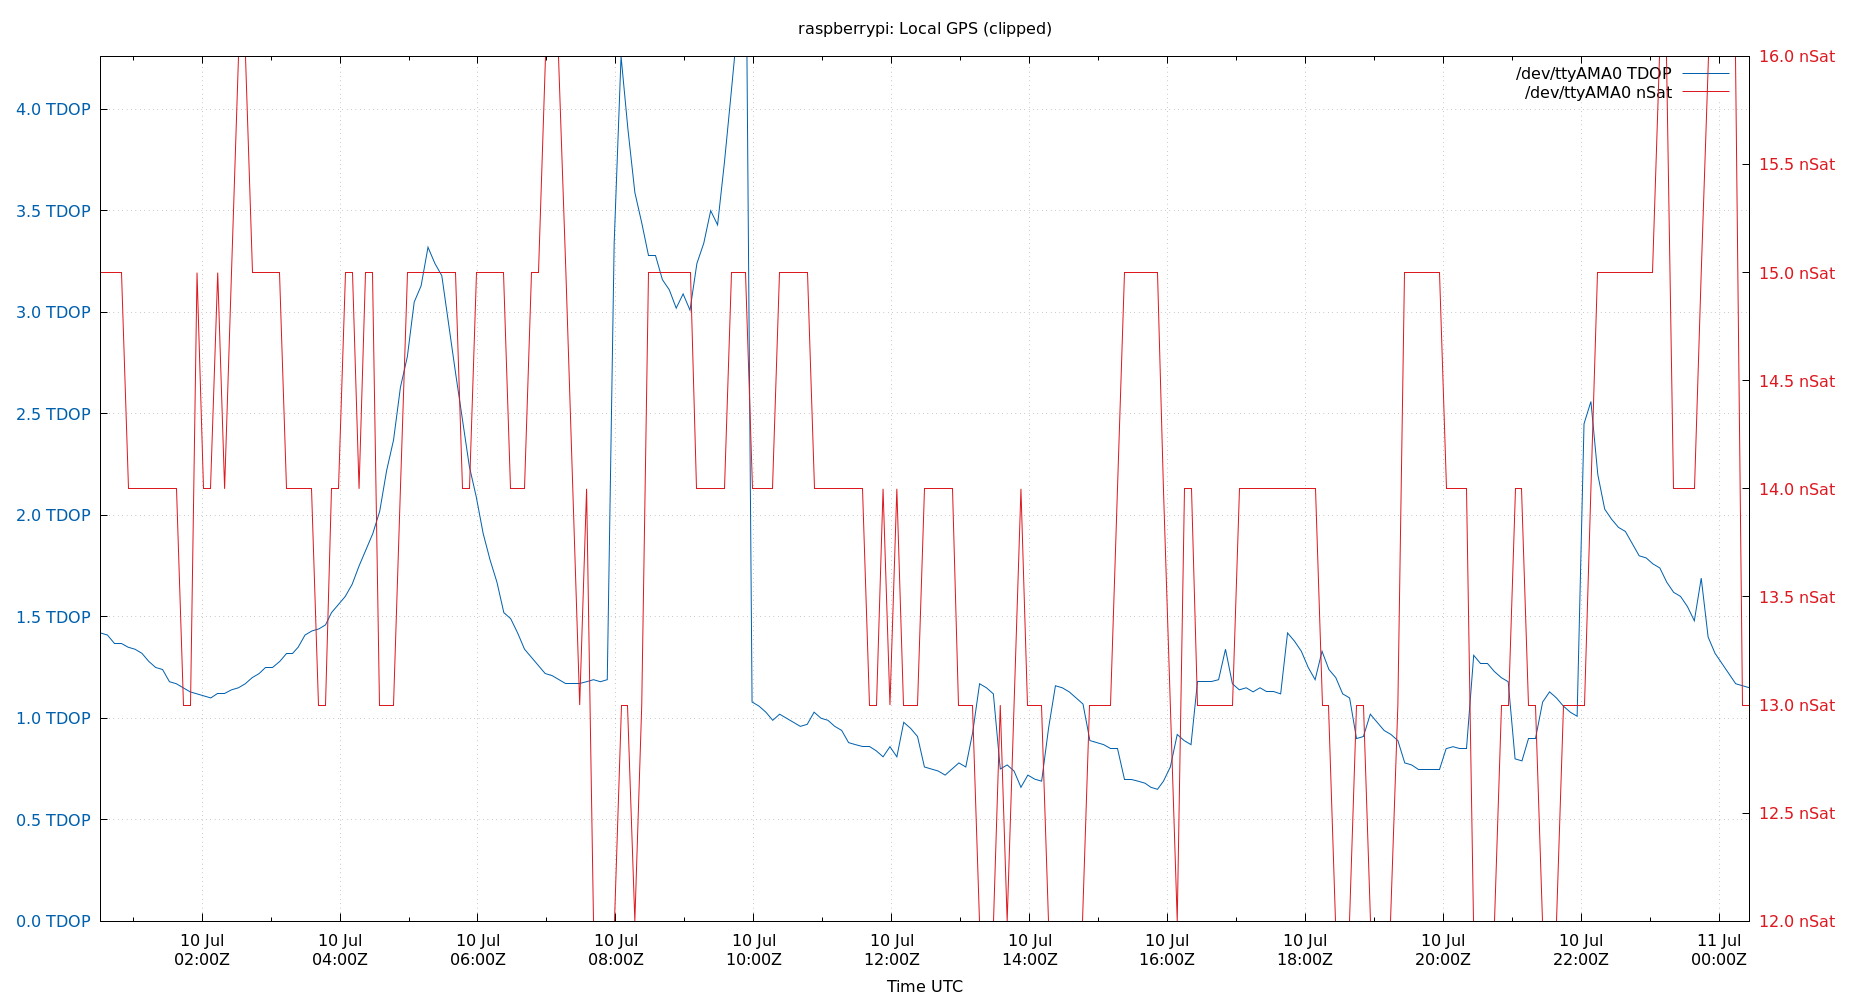 raspberrypi: Local GPS (clipped)
/dev/ttyAMA0 TDOP
/dev/ttyAMA0 nSat
4.0 TDOP
3.5 TDOP
3.0 TDOP
2.5 TDOP
2.0 TDOP
1.5 TDOP
1.0 TDOP
0.5 TDOP
0.0 TDOP
16.0 nSat
15.5 nSat
15.0 nSat
14.5 nSat
14.0 nSat
13.5 nSat
13.0 nSat
12.5 nSat
12.0 nSat
10 Jul
02:00Z
10 Jul
04:00Z
10 Jul
06:00Z
10 Jul
08:00Z
10 Jul
10:00Z
10 Jul
12:00Z
10 Jul
14:00Z
10 Jul
16:00Z
10 Jul
18:00Z
10 Jul
20:00Z
10 Jul
22:00Z
11 Jul
00:00Z
Time UTC